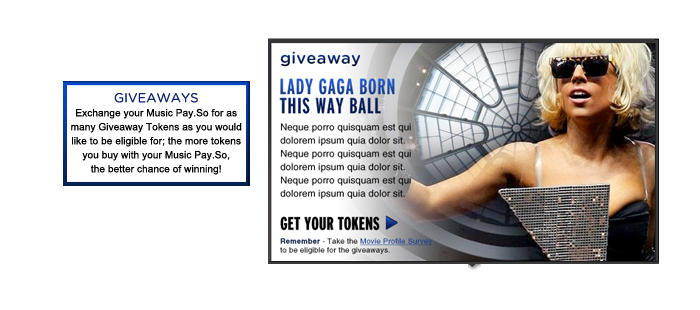 GIVEAWAYS
Exchange your Music Pay.So for as
many Giveaway Tokens as you would
like to be eligible for; the more tokens
you buy with your Music Pay.So,
the better chance of winning!
giveaway
LADY GAGA BORN
THIS WAY BALL
Neque porro quisquam est qui
dolorem ipsum quia dolor sit.
Neque porro quisquam est qui
dolorem ipsum quia dolor sit.
Neque porro quisquam est qui
dolorem ipsum quia dolor sit.
GET YOUR TOKENS
Remember - Take the Movie Profile Survey
to be eligible for the giveaways.